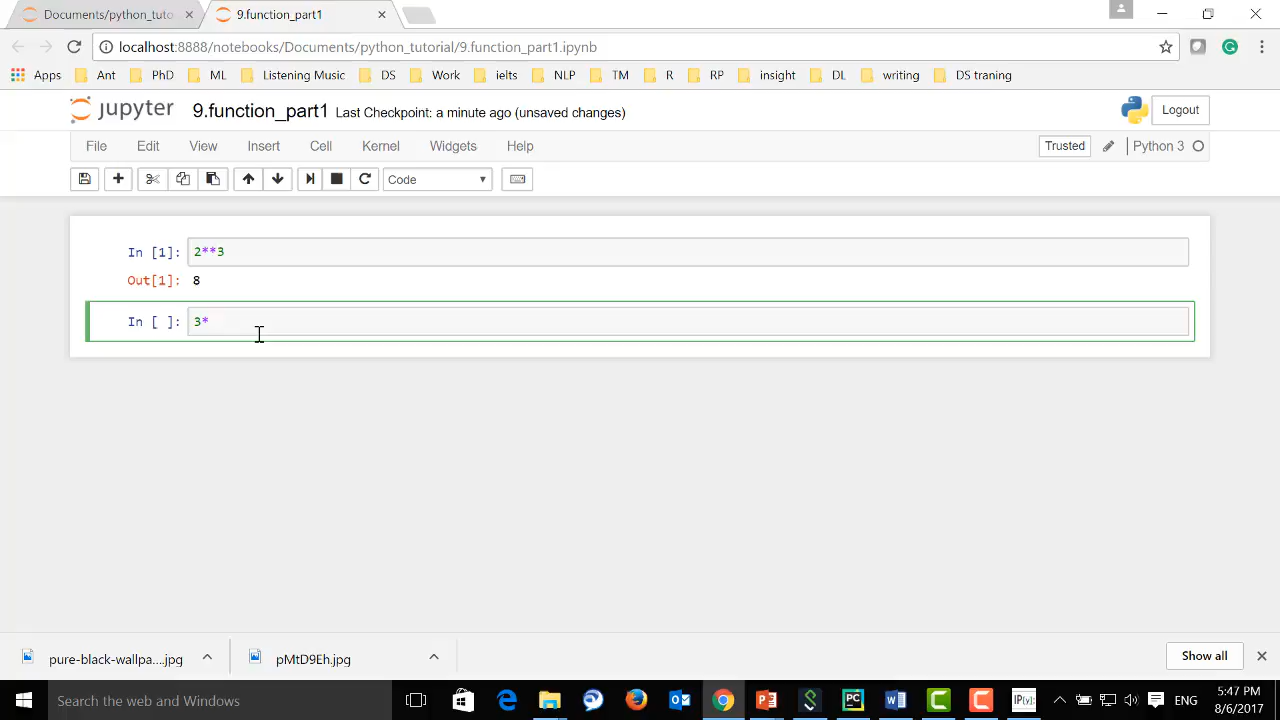 Documents/python_tuto
9.function_part1
localhost:8888/notebooks/Documents/python_tutorial/9.function_part1.ipynb
Apps Ant PhD ML Listening Music DS Work ielts NLP TM R RT insight DL writing DS traning
jupyter 9.function_part1 Last Checkpoint: a minute ago (unsaved changes)
Logout
File Edit View Insert Cell Kernel Widgets Help Trusted Python 3
Code
In [1]: 2**3
Out[1]: 8
In [ ]: 3*
pure-black-wallpa....jpg pMtD9Eh.jpg Show all
Search the web and Windows
ENG
5:47 PM
8/6/2017